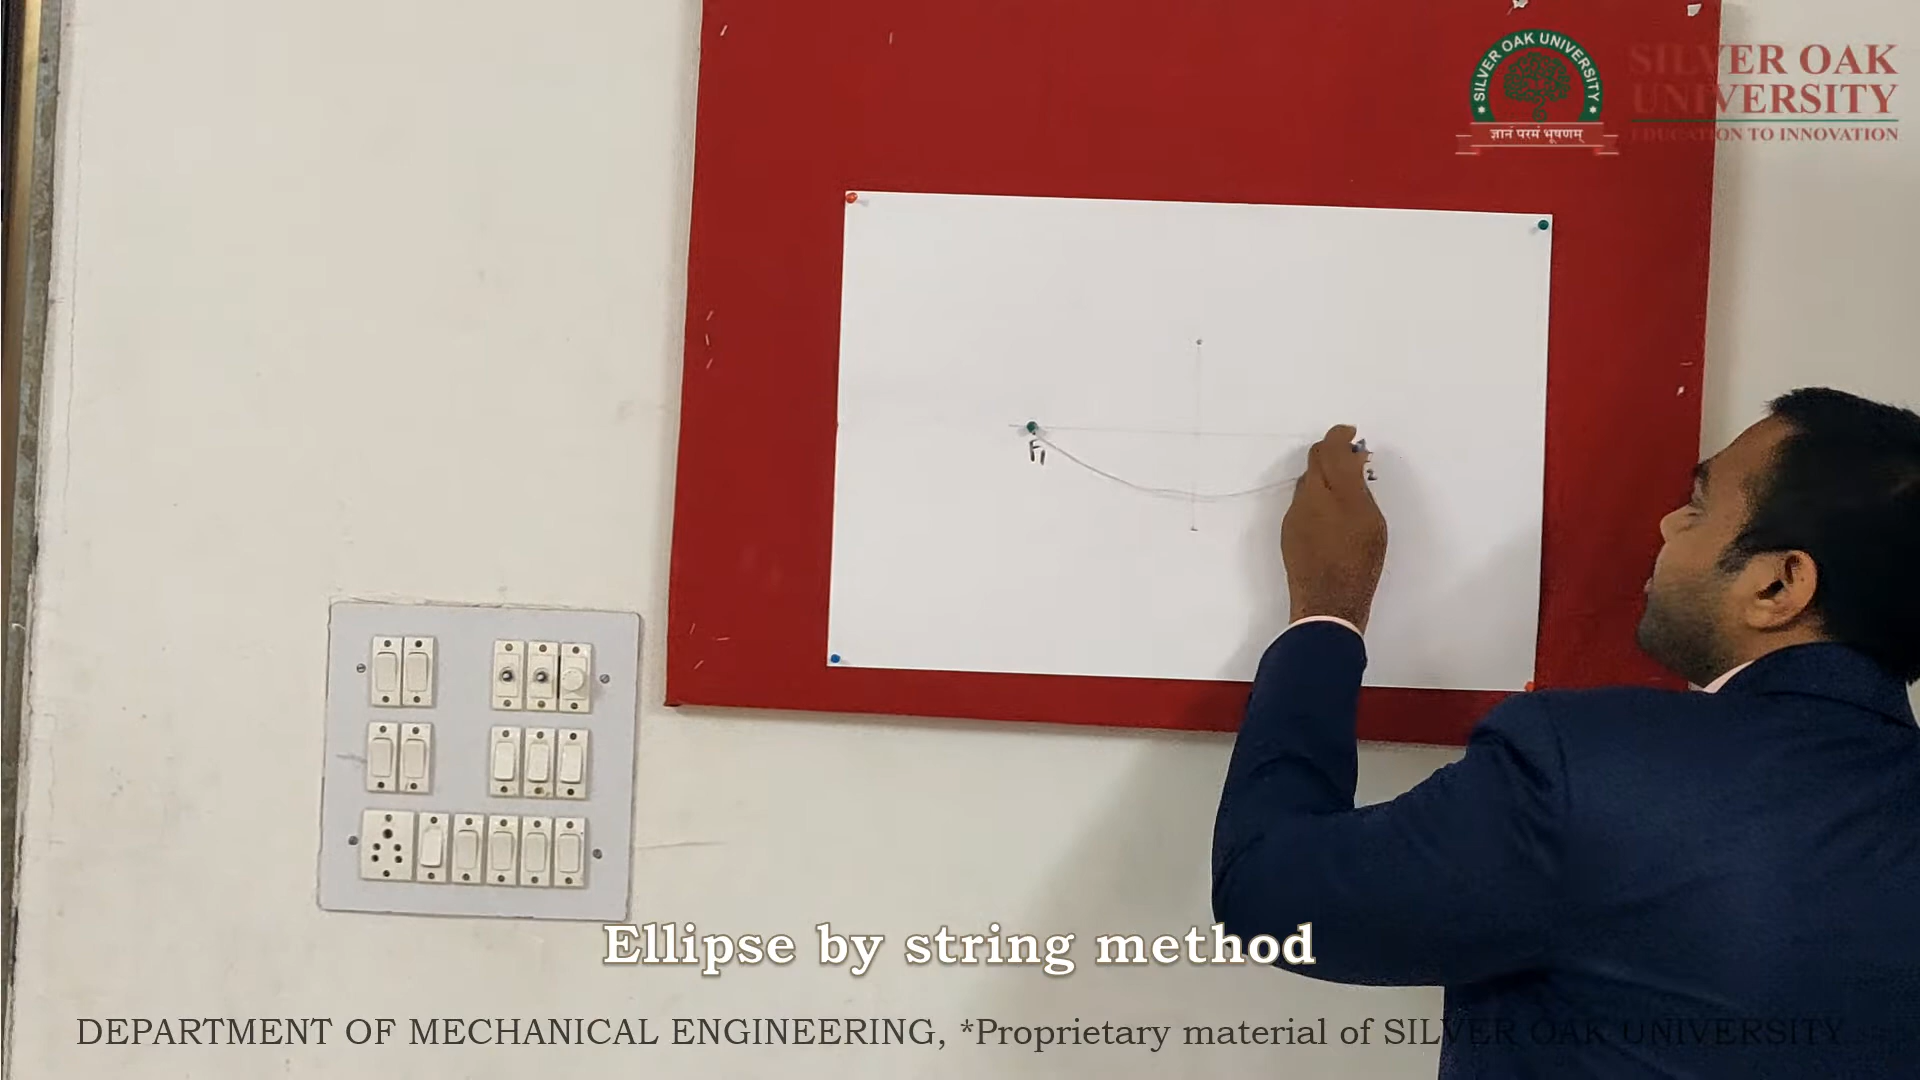 SILVER OAK UNIVERSITY
ज्ञानं परमं भूषणम्
SILVER OAK
UNIVERSITY
EDUCATION TO INNOVATION
F1
2
Ellipse by string method
DEPARTMENT OF MECHANICAL ENGINEERING, *Proprietary material of SILVER OAK UNIVERSITY